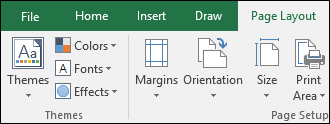 File Home Insert Draw Page Layout
Aa
Themes
Colors
A Fonts
Effects
Themes
Margins Orientation Size Print Area
Page Setup